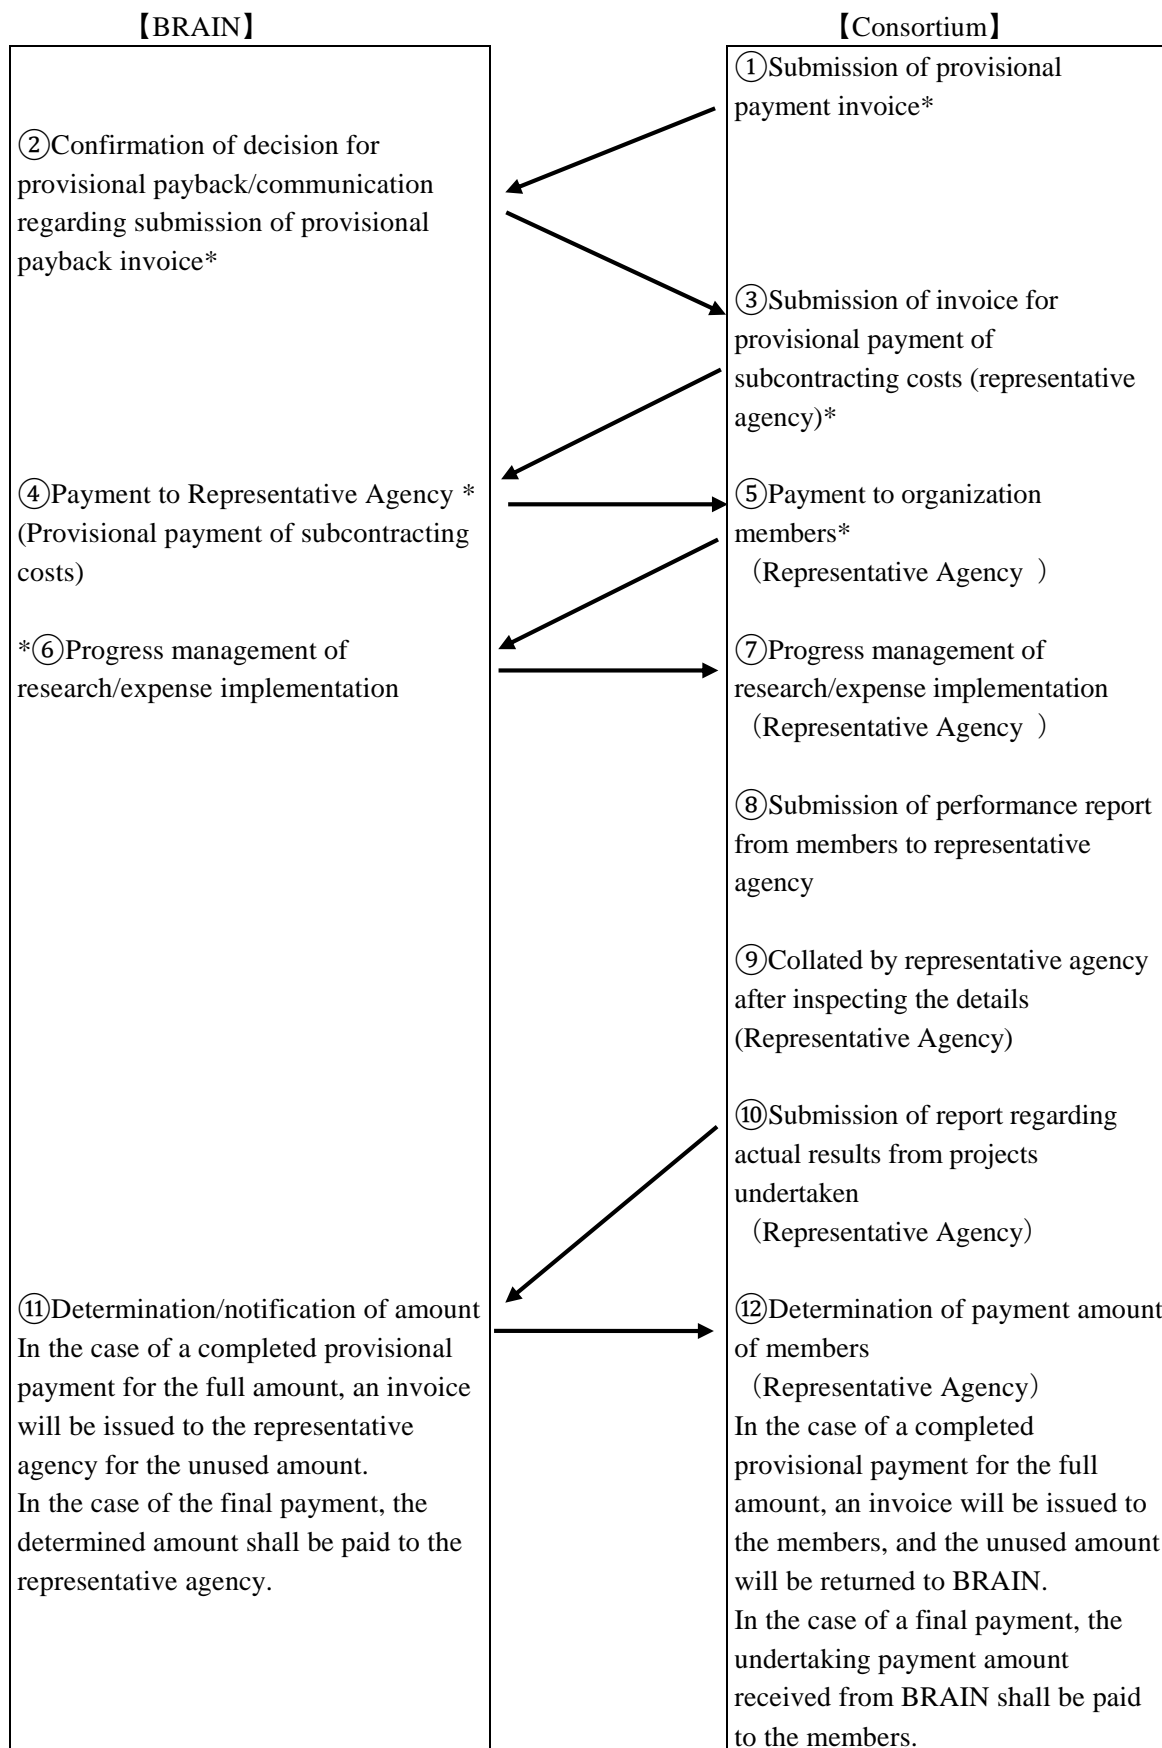 【BRAIN】
【Consortium】
①Submission of provisional
payment invoice*
②Confirmation of decision for
provisional payback/communication
regarding submission of provisional
payback invoice*
③Submission of invoice for
provisional payment of
subcontracting costs (representative
agency)*
④Payment to Representative Agency *
(Provisional payment of subcontracting
costs)
⑤Payment to organization
members*
（Representative Agency ）
*⑥Progress management of
research/expense implementation
⑦Progress management of
research/expense implementation
（Representative Agency ）
⑧Submission of performance report
from members to representative
agency
⑨Collated by representative agency
after inspecting the details
(Representative Agency)
⑩Submission of report regarding
actual results from projects
undertaken
（Representative Agency）
⑪Determination/notification of amount
In the case of a completed provisional
payment for the full amount, an invoice
will be issued to the representative
agency for the unused amount.
In the case of the final payment, the
determined amount shall be paid to the
representative agency.
⑫Determination of payment amount
of members
（Representative Agency）
In the case of a completed
provisional payment for the full
amount, an invoice will be issued to
the members, and the unused amount
will be returned to BRAIN.
In the case of a final payment, the
undertaking payment amount
received from BRAIN shall be paid
to the members.